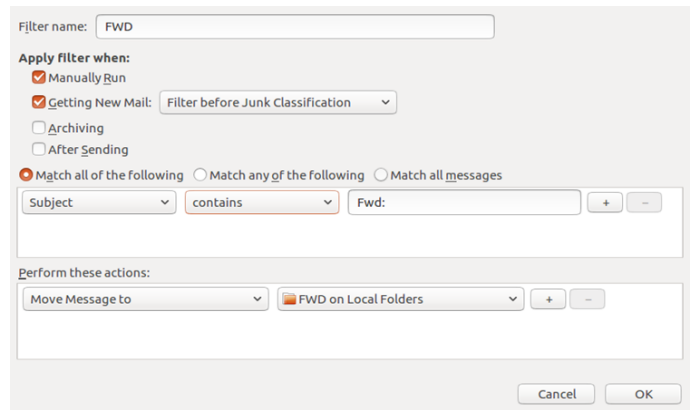 Filter name: FWD
Apply filter when:
Manually Run
Getting New Mail: Filter before Junk Classification
Archiving
After Sending
Match all of the following Match any of the following Match all messages
Subject contains Fwd: + −
Perform these actions:
Move Message to FWD on Local Folders + −
Cancel OK